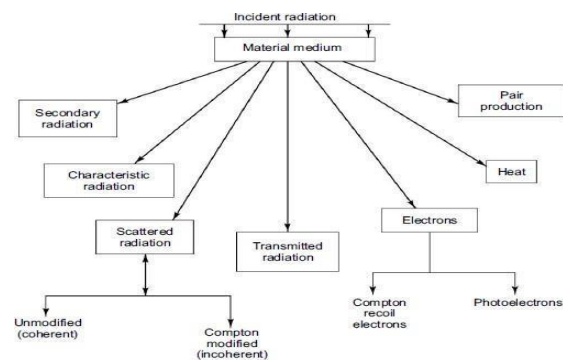 Incident radiation
Material medium
Pair
production
Secondary
radiation
Characteristic
radiation
Heat
Scattered
radiation
Transmitted
radiation
Electrons
Unmodified
(coherent)
Compton
modified
(incoherent)
Compton
recoil
electrons
Photoelectrons